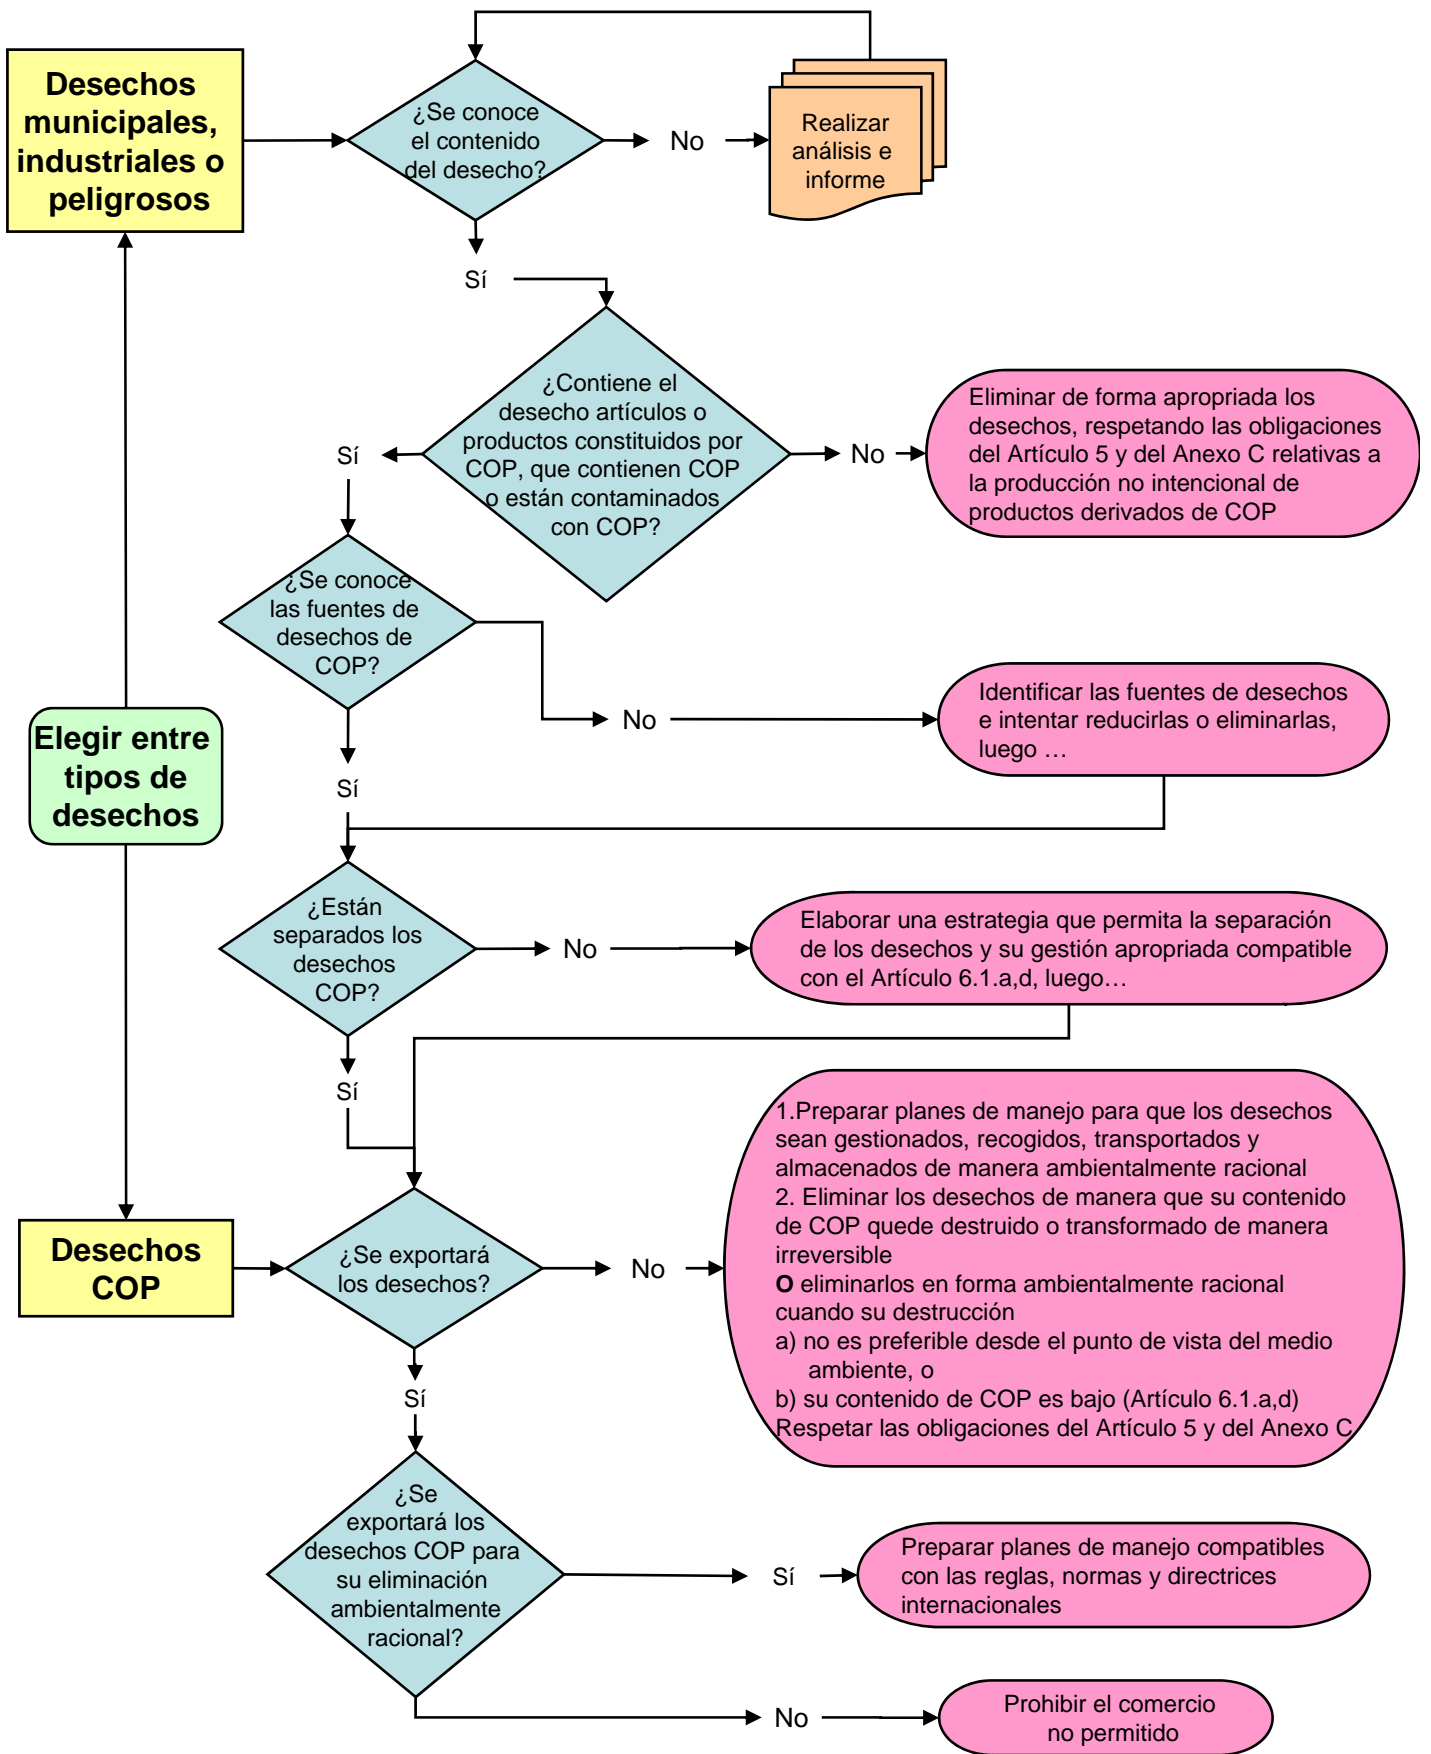 Desechos
municipales,
industriales o
peligrosos
¿Se conoce
el contenido
del desecho?
No
Realizar
análisis e
informe
Sí
¿Contiene el
desecho artículos o
productos constituidos por
COP, que contienen COP
o están contaminados
con COP?
Sí
No
Eliminar de forma apropiada los
desechos, respetando las obligaciones
del Artículo 5 y del Anexo C relativas a
la producción no intencional de
productos derivados de COP
¿Se conoce
las fuentes de
desechos de
COP?
No
Identificar las fuentes de desechos
e intentar reducirlas o eliminarlas,
luego …
Elegir entre
tipos de
desechos
Sí
¿Están
separados los
desechos
COP?
No
Elaborar una estrategia que permita la separación
de los desechos y su gestión apropiada compatible
con el Artículo 6.1.a,d, luego…
Sí
Desechos
COP
¿Se exportará
los desechos?
No
1.Preparar planes de manejo para que los desechos
sean gestionados, recogidos, transportados y
almacenados de manera ambientalmente racional
2. Eliminar los desechos de manera que su contenido
de COP quede destruido o transformado de manera
irreversible
O eliminarlos en forma ambientalmente racional
cuando su destrucción
a) no es preferible desde el punto de vista del medio
ambiente, o
b) su contenido de COP es bajo (Artículo 6.1.a,d)
Respetar las obligaciones del Artículo 5 y del Anexo C
Sí
¿Se
exportará los
desechos COP para
su eliminación
ambientalmente
racional?
Sí
Preparar planes de manejo compatibles
con las reglas, normas y directrices
internacionales
No
Prohibir el comercio
no permitido